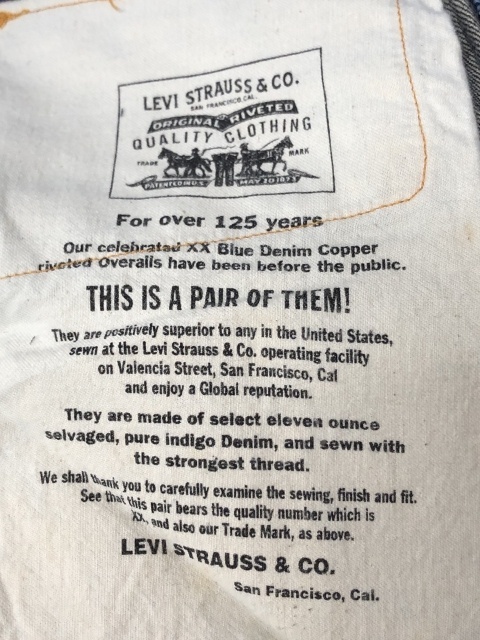 LEVI STRAUSS & CO.
SAN FRANCISCO, CAL.
ORIGINAL RIVETED
QUALITY CLOTHING
TRADE MARK
PATENTED IN U.S. MAY 20 1873
For over 125 years
Our celebrated XX Blue Denim Copper
riveted Overalls have been before the public.
THIS IS A PAIR OF THEM!
They are positively superior to any in the United States,
sewn at the Levi Strauss & Co. operating facility
on Valencia Street, San Francisco, Cal
and enjoy a Global reputation.
They are made of select eleven ounce
selvaged, pure indigo Denim, and sewn with
the strongest thread.
We shall thank you to carefully examine the sewing, finish and fit.
See that this pair bears the quality number which is
XX, and also our Trade Mark, as above.
LEVI STRAUSS & CO.
San Francisco, Cal.